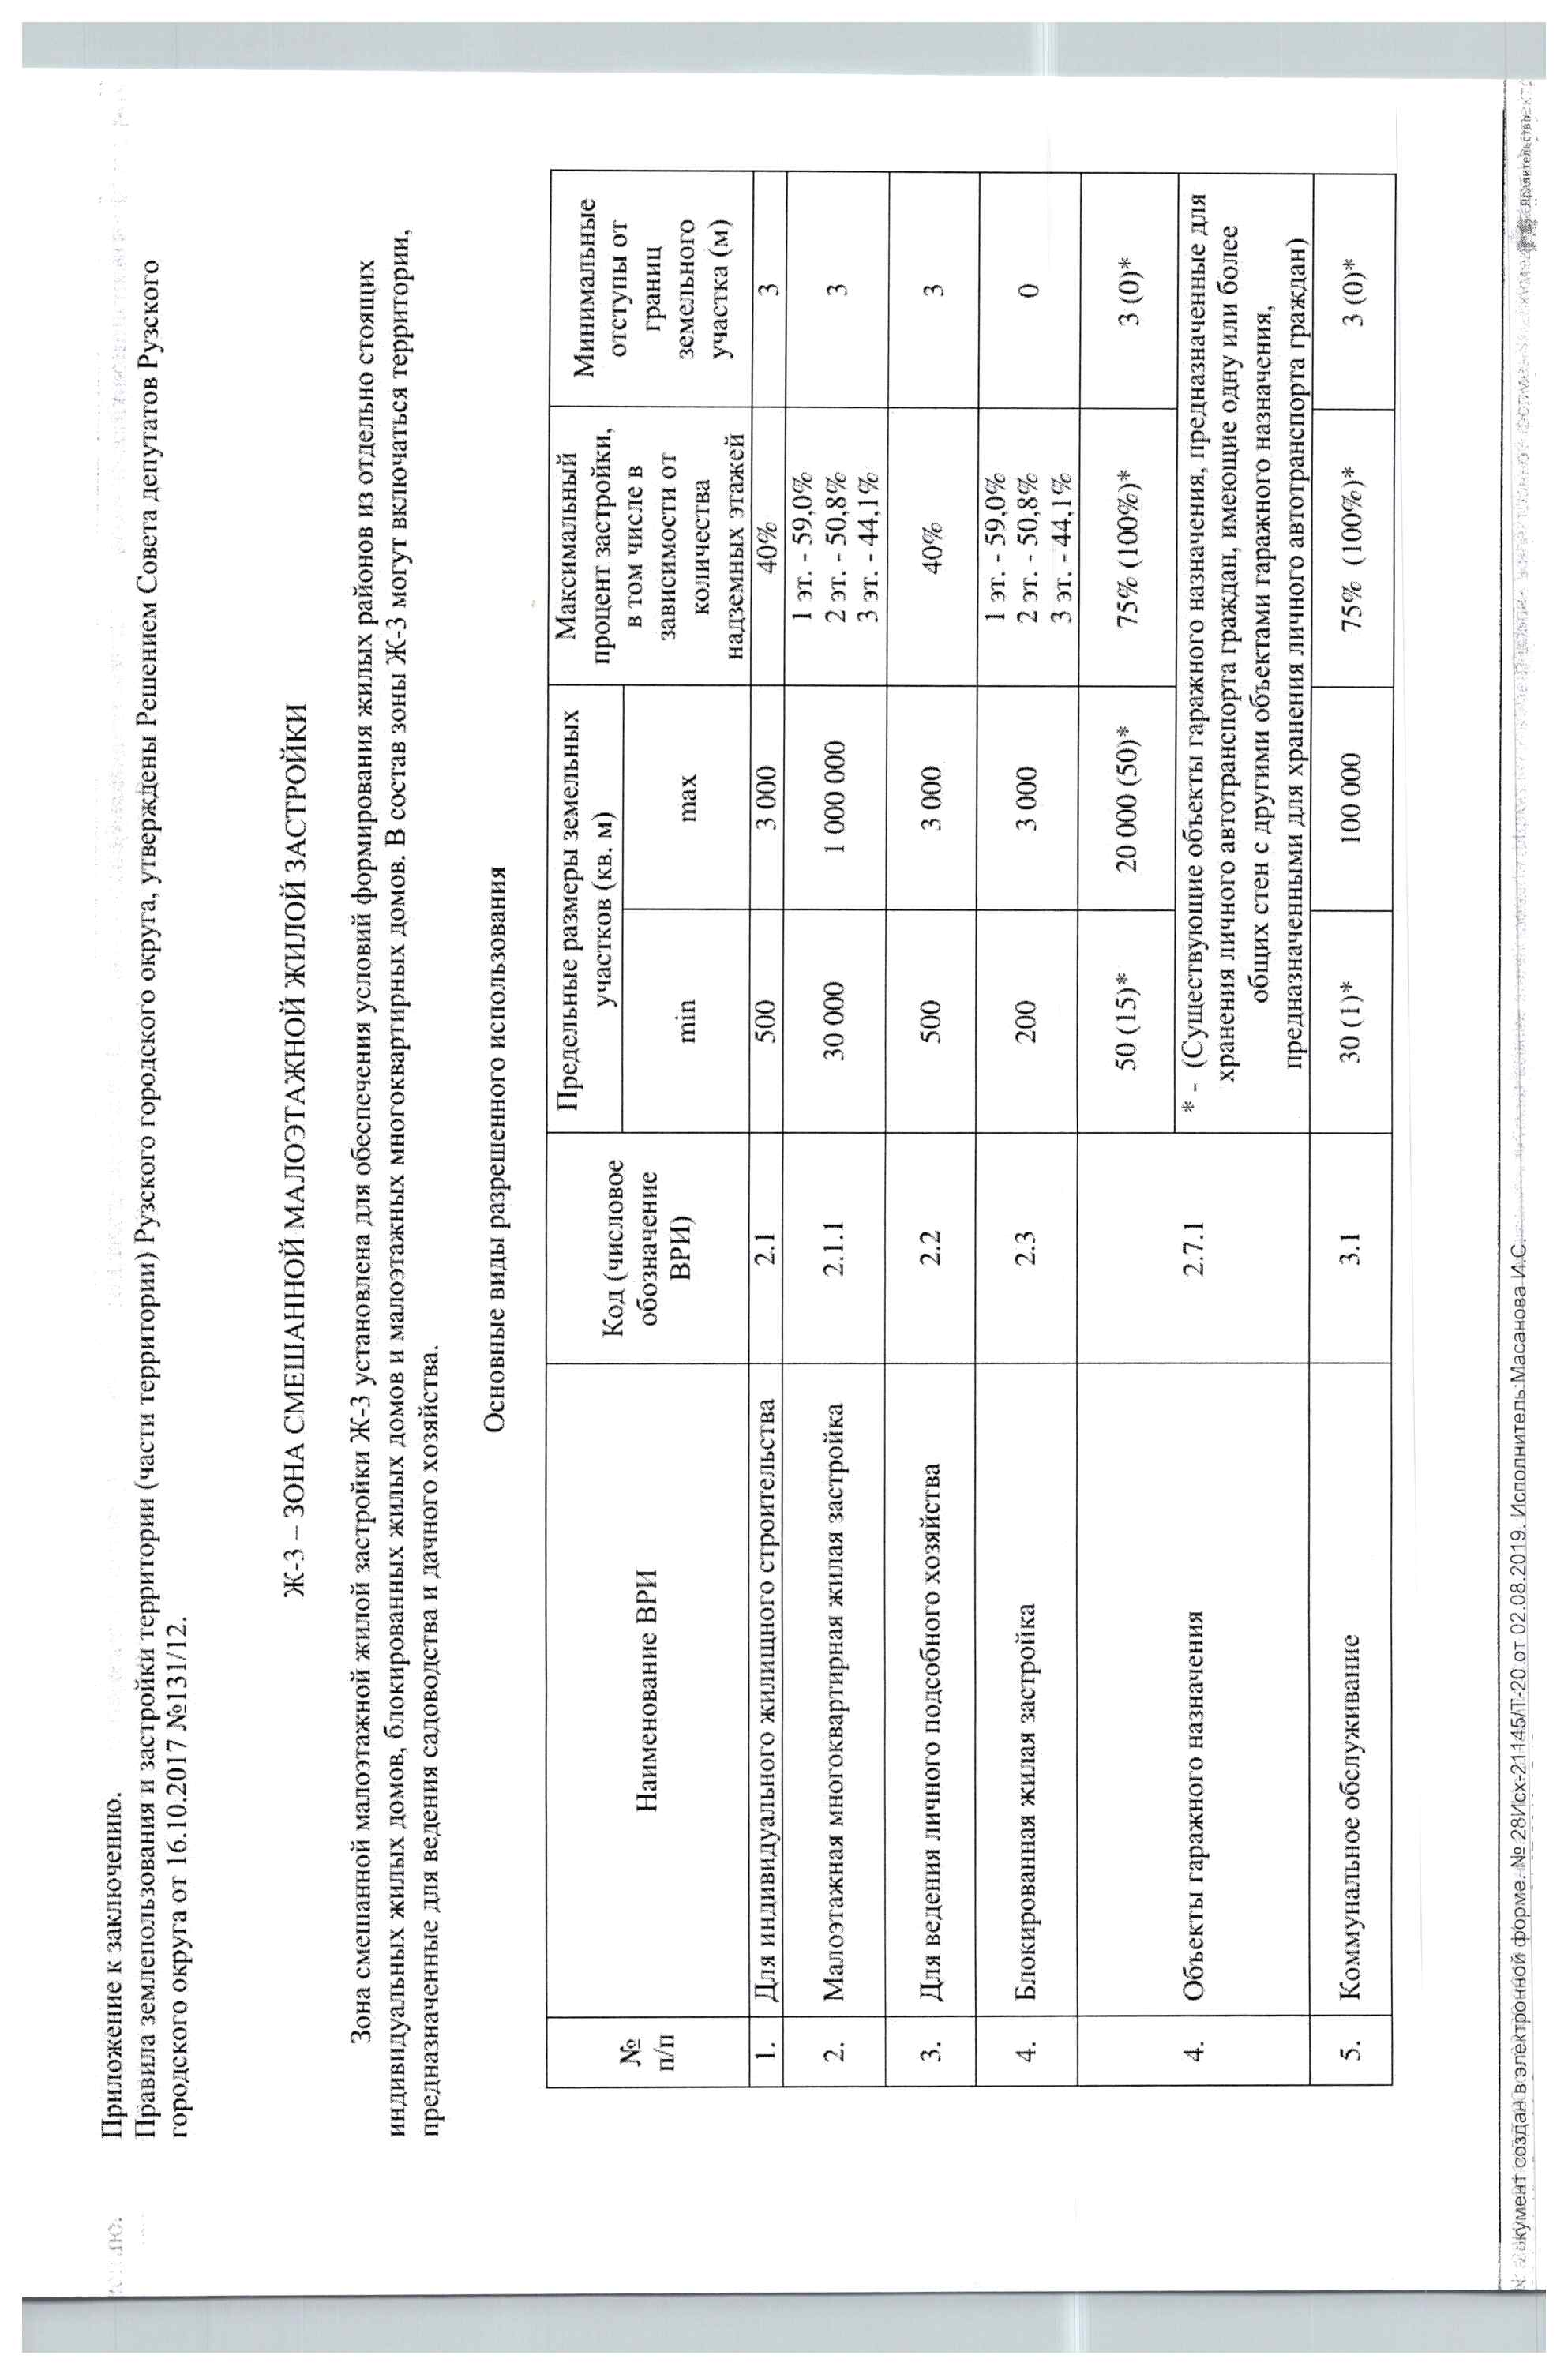 Приложение к заключению.
Правила землепользования и застройки территории (части территории) Рузского городского округа, утверждены Решением Совета депутатов Рузского
городского округа от 16.10.2017 №131/12.
Ж-3 – ЗОНА СМЕШАННОЙ МАЛОЭТАЖНОЙ ЖИЛОЙ ЗАСТРОЙКИ
Зона смешанной малоэтажной жилой застройки Ж-3 установлена для обеспечения условий формирования жилых районов из отдельно стоящих
индивидуальных жилых домов, блокированных жилых домов и малоэтажных многоквартирных домов. В состав зоны Ж-3 могут включаться территории,
предназначенные для ведения садоводства и дачного хозяйства.
Основные виды разрешенного использования
№
п/п
Наименование ВРИ
Код (числовое
обозначение
ВРИ)
Предельные размеры земельных
участков (кв. м)
min
max
Максимальный
процент застройки,
в том числе в
зависимости от
количества
надземных этажей
Минимальные
отступы от
границ
земельного
участка (м)
1. Для индивидуального жилищного строительства 2.1 500 3 000 40% 3
2. Малоэтажная многоквартирная жилая застройка 2.1.1 30 000 1 000 000
1 эт. - 59,0%
2 эт. - 50,8%
3 эт. - 44,1%
3
3. Для ведения личного подсобного хозяйства 2.2 500 3 000 40% 3
4. Блокированная жилая застройка 2.3 200 3 000
1 эт. - 59,0%
2 эт. - 50,8%
3 эт. - 44,1%
0
4. Объекты гаражного назначения 2.7.1
50 (15)* 20 000 (50)* 75% (100%)* 3 (0)*
* - (Существующие объекты гаражного назначения, предназначенные для
хранения личного автотранспорта граждан, имеющие одну или более
общих стен с другими объектами гаражного назначения,
предназначенными для хранения личного автотранспорта граждан)
5. Коммунальное обслуживание 3.1 30 (1)* 100 000 75% (100%)* 3 (0)*
Документ создан в электронной форме. № 28Исх-21145/Т-20 от 02.08.2019. Исполнитель:Масанова И.С.